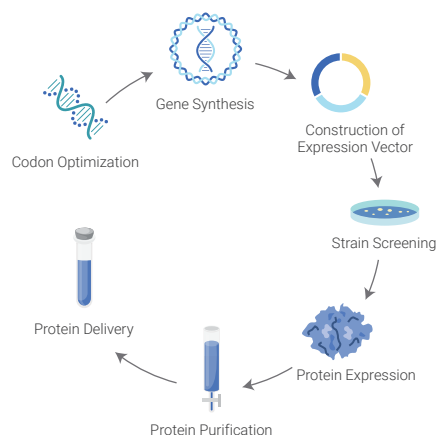 Codon Optimization
Gene Synthesis
Construction of
Expression Vector
Strain Screening
Protein Expression
Protein Purification
Protein Delivery